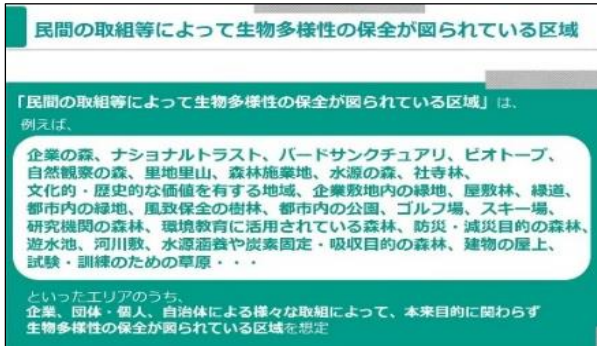 民間の取組等によって生物多様性の保全が図られている区域
「民間の取組等によって生物多様性の保全が図られている区域」は、
例えば、
企業の森、ナショナルトラスト、バードサンクチュアリ、ビオトープ、
自然観察の森、里地里山、森林施業地、水源の森、社寺林、
文化的・歴史的な価値を有する地域、企業敷地内の緑地、屋敷林、緑道、
都市内の緑地、風致保全の樹林、都市内の公園、ゴルフ場、スキー場、
研究機関の森林、環境教育に活用されている森林、防災・減災目的の森林、
遊水池、河川敷、水源涵養や炭素固定・吸収目的の森林、建物の屋上、
試験・訓練のための草原・・・
といったエリアのうち、
企業、団体・個人、自治体による様々な取組によって、本来目的に関わらず
生物多様性の保全が図られている区域を想定